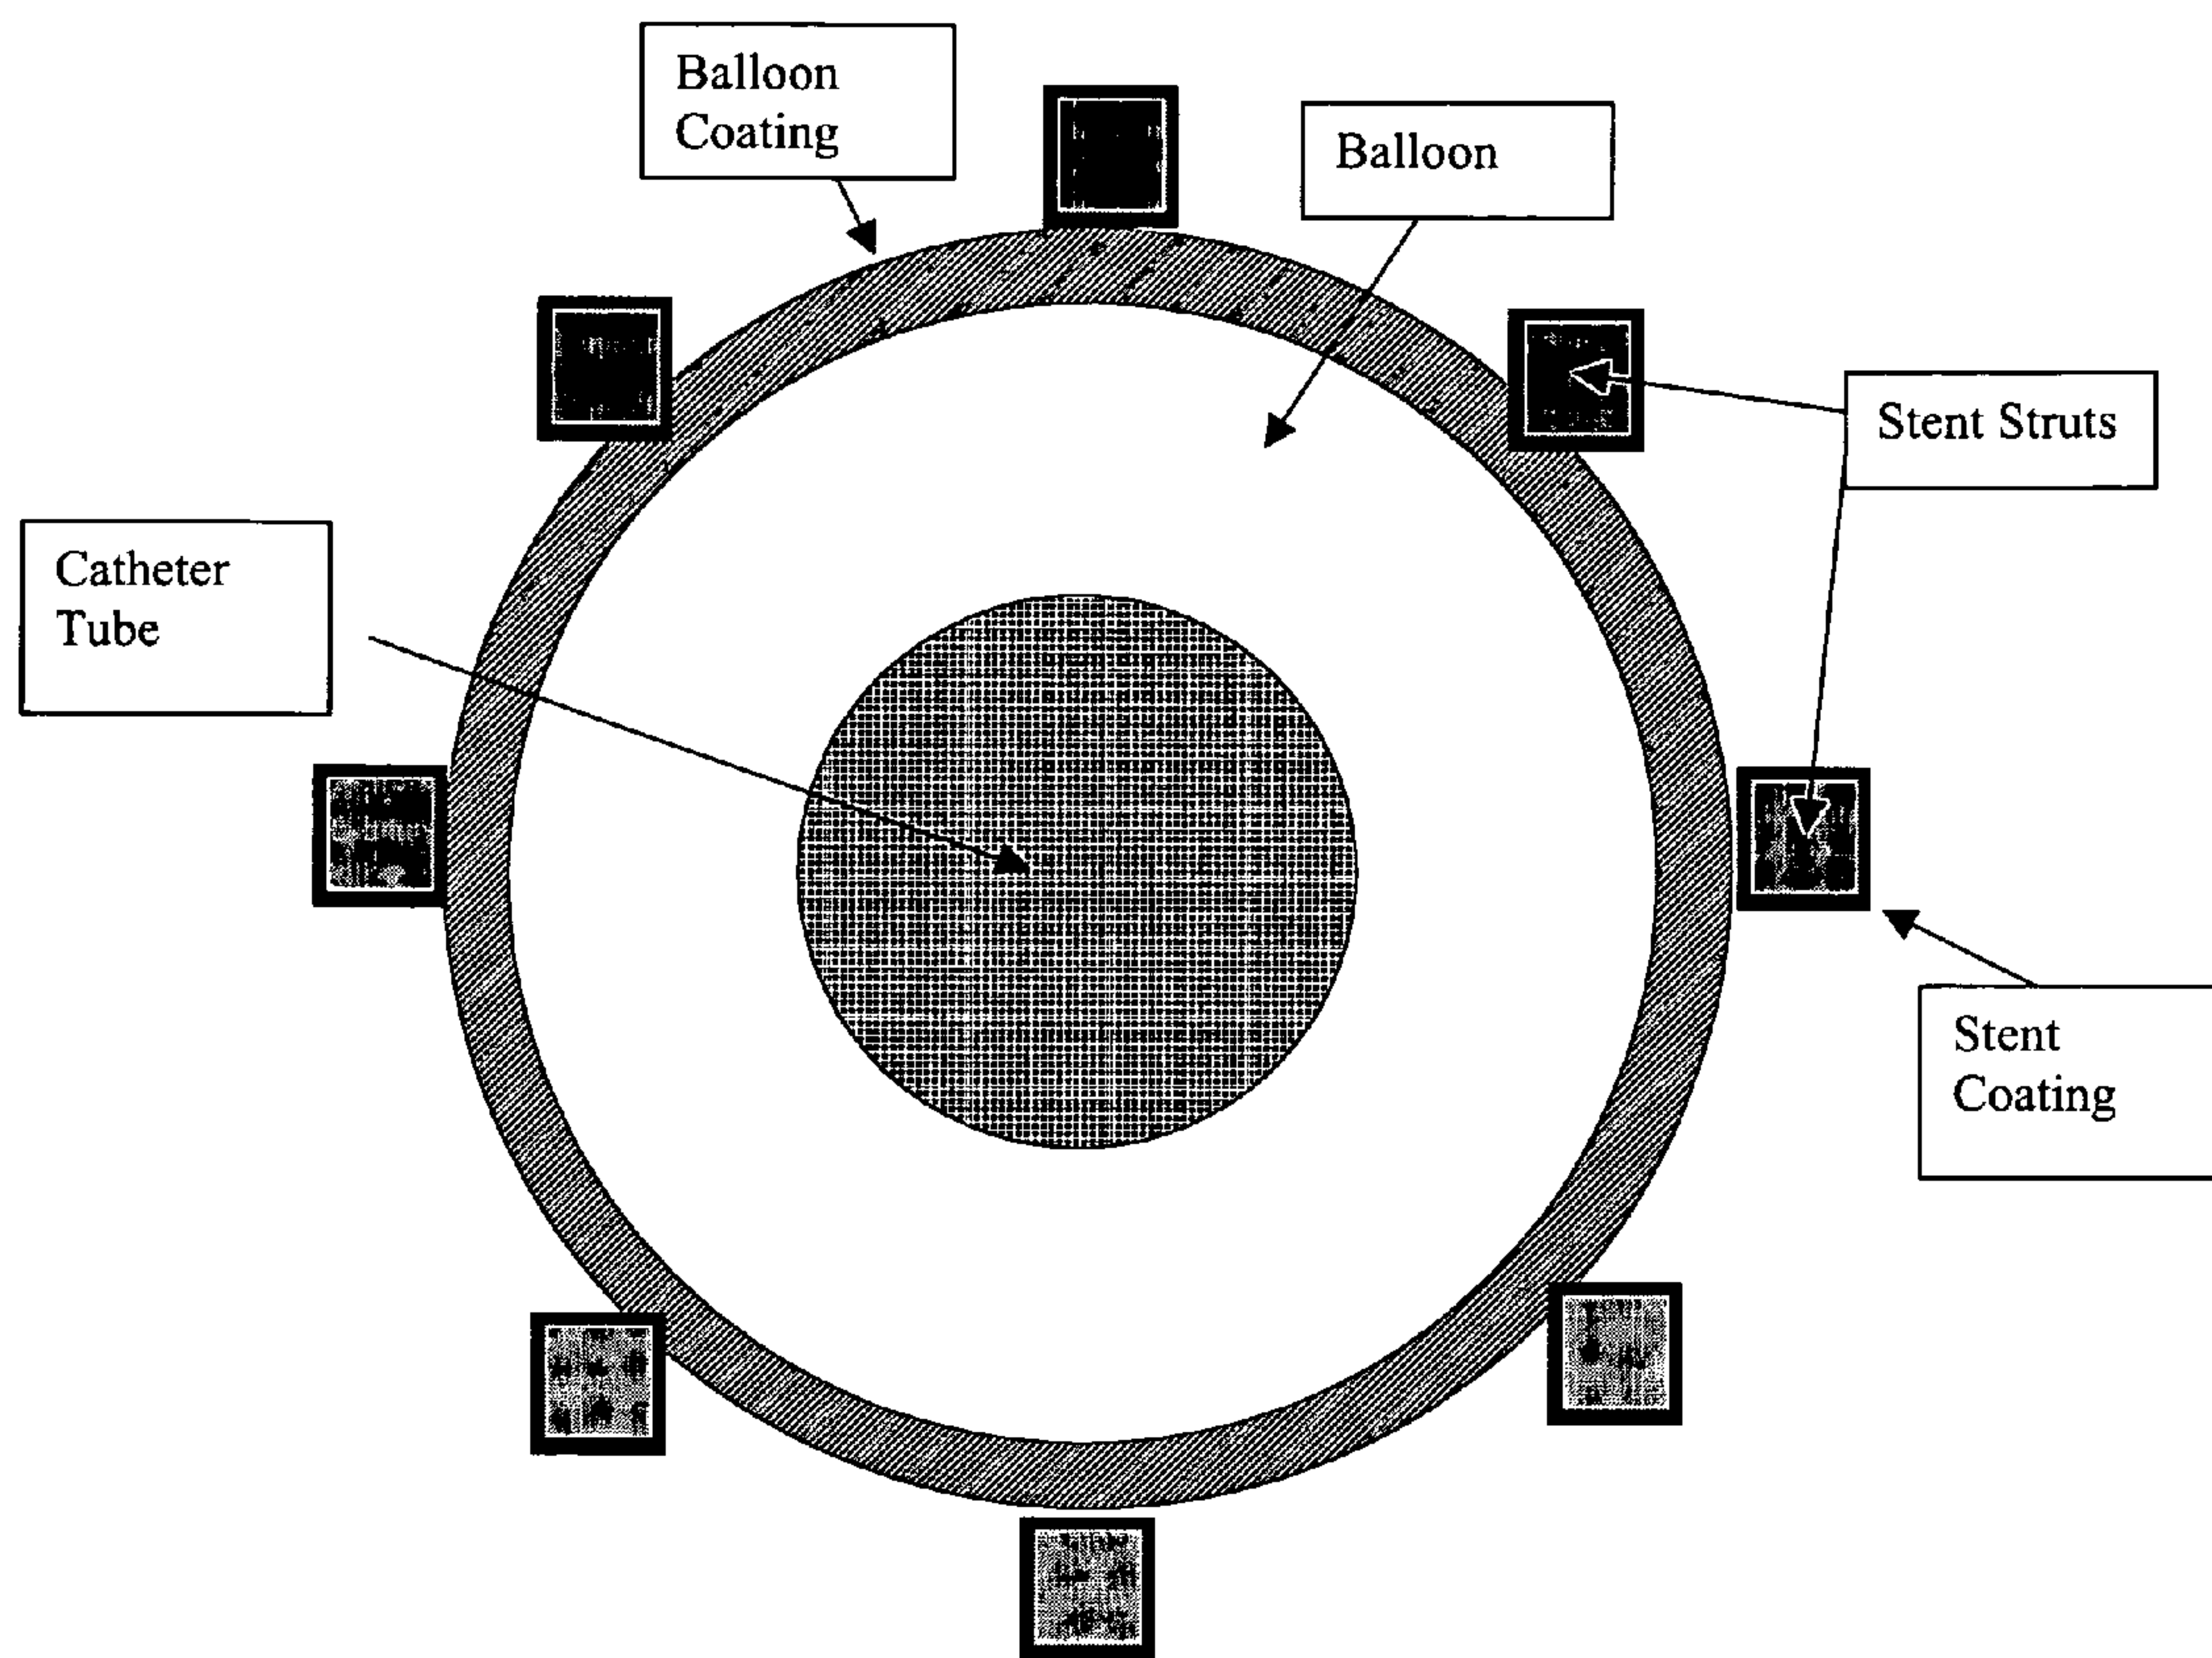 Balloon
Coating
Balloon
Stent Struts
Catheter
Tube
Stent
Coating